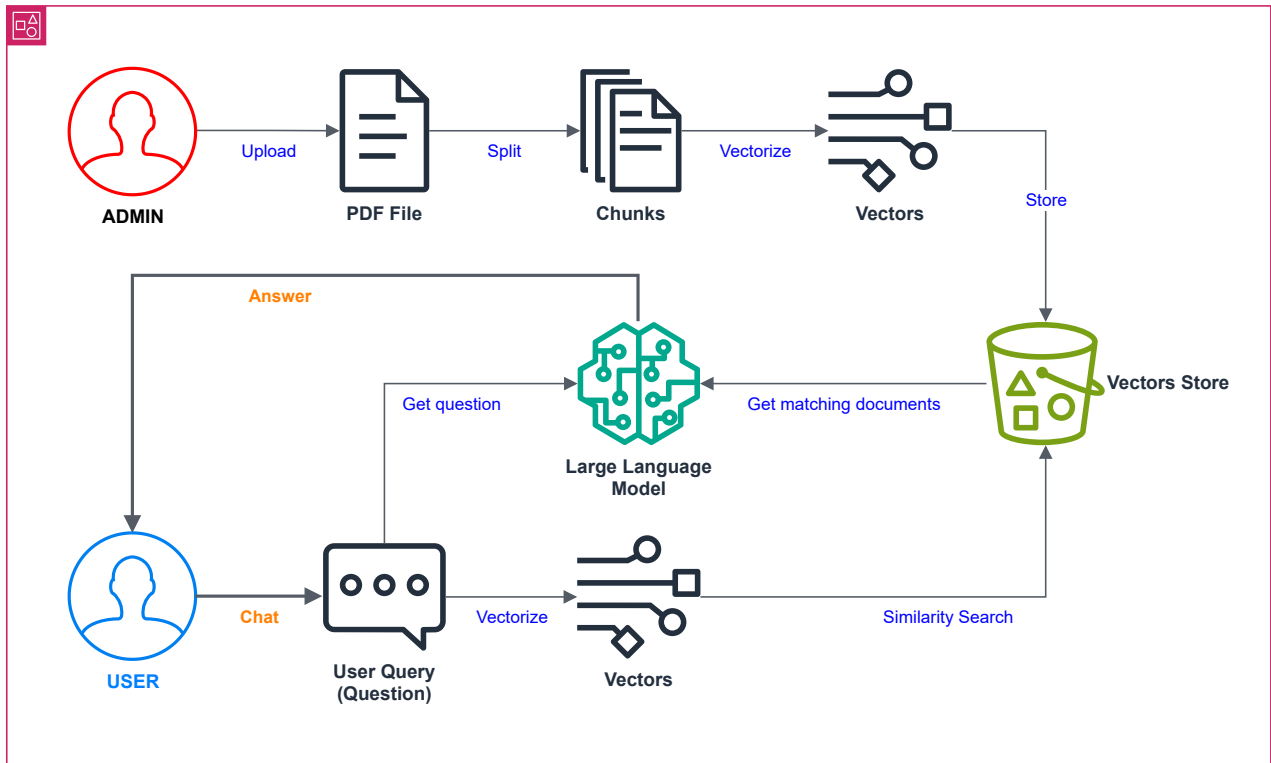 Upload
Split
Vectorize
ADMIN
PDF File
Chunks
Vectors
Store
Answer
Vectors Store
Get question
Get matching documents
Large Language
Model
Chat
Vectorize
Similarity Search
User Query
(Question)
Vectors
USER